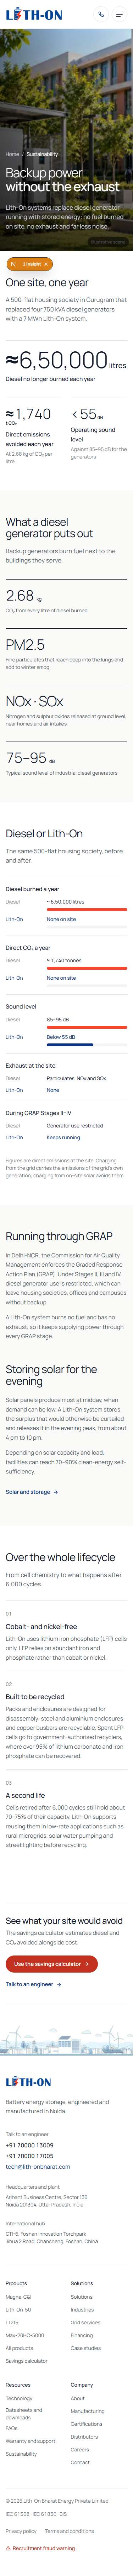 LITH-ON
Home / Sustainability
Backup power
without the exhaust
Lith-On systems replace diesel generator
running with stored energy: no fuel burned
on site, no exhaust and far less noise.
Illustrative scene
1 Insight
One site, one year
A 500-flat housing society in Gurugram that
replaced four 750 kVA diesel generators
with a 7 MWh Lith-On system.
≈6,50,000 litres
Diesel no longer burned each year
≈1,740
t CO₂
Direct emissions
avoided each year
At 2.68 kg of CO₂ per
litre
< 55 dB
Operating sound
level
Against 85–95 dB for the
generators
What a diesel
generator puts out
Backup generators burn fuel next to the
buildings they serve.
2.68 kg
CO₂ from every litre of diesel burned
PM2.5
Fine particulates that reach deep into the lungs and
add to winter smog
NOx · SOx
Nitrogen and sulphur oxides released at ground level,
near homes and air intakes
75–95 dB
Typical sound level of industrial diesel generators
Diesel or Lith-On
The same 500-flat housing society, before
and after.
Diesel burned a year
Diesel ≈ 6,50,000 litres
Lith-On None on site
Direct CO₂ a year
Diesel ≈ 1,740 tonnes
Lith-On None on site
Sound level
Diesel 85–95 dB
Lith-On Below 55 dB
Exhaust at the site
Diesel Particulates, NOx and SOx
Lith-On None
During GRAP Stages II–IV
Diesel Generator use restricted
Lith-On Keeps running
Figures are direct emissions at the site. Charging
from the grid carries the emissions of the grid's own
generation; charging from on-site solar avoids them.
Running through GRAP
In Delhi-NCR, the Commission for Air Quality
Management enforces the Graded Response
Action Plan (GRAP). Under Stages II, III and IV,
diesel generator use is restricted, which can
leave housing societies, offices and campuses
without backup.
A Lith-On system burns no fuel and has no
exhaust, so it keeps supplying power through
every GRAP stage.
Storing solar for the
evening
Solar panels produce most at midday, when
demand can be low. A Lith-On system stores
the surplus that would otherwise be curtailed
and releases it in the evening peak, from about
4 pm to 10 pm.
Depending on solar capacity and load,
facilities can reach 70–90% clean-energy self-
sufficiency.
Solar and storage →
Over the whole lifecycle
From cell chemistry to what happens after
6,000 cycles.
01
Cobalt- and nickel-free
Lith-On uses lithium iron phosphate (LFP) cells
only. LFP relies on abundant iron and
phosphate rather than cobalt or nickel.
02
Built to be recycled
Packs and enclosures are designed for
disassembly: steel and aluminium enclosures
and copper busbars are recyclable. Spent LFP
cells go to government-authorised recyclers,
where over 95% of lithium carbonate and iron
phosphate can be recovered.
03
A second life
Cells retired after 6,000 cycles still hold about
70–75% of their capacity. Lith-On supports
reusing them in low-rate applications such as
rural microgrids, solar water pumping and
street lighting before recycling.
See what your site would avoid
The savings calculator estimates diesel and
CO₂ avoided alongside cost.
Use the savings calculator →
Talk to an engineer →
LITH-ON
Battery energy storage, engineered and
manufactured in Noida.
Talk to an engineer
+91 70000 13009
+91 70000 17005
tech@lith-onbharat.com
Headquarters and plant
Arihant Business Centre, Sector 136
Noida 201304, Uttar Pradesh, India
International hub
CTI-6, Foshan Innovation Torchpark
Jihua 2 Road, Chancheng, Foshan, China
Products
Magna-C&I
Lith-On-50
LT215
Max-20HC-5000
All products
Savings calculator
Solutions
Solutions
Industries
Grid services
Financing
Case studies
Resources
Technology
Datasheets and
downloads
FAQs
Warranty and support
Sustainability
Company
About
Manufacturing
Certifications
Distributors
Careers
Contact
© 2026 Lith-On Bharat Energy Private Limited
IEC 61508 · IEC 61850 · BIS
Privacy policy Terms and conditions
Recruitment fraud warning